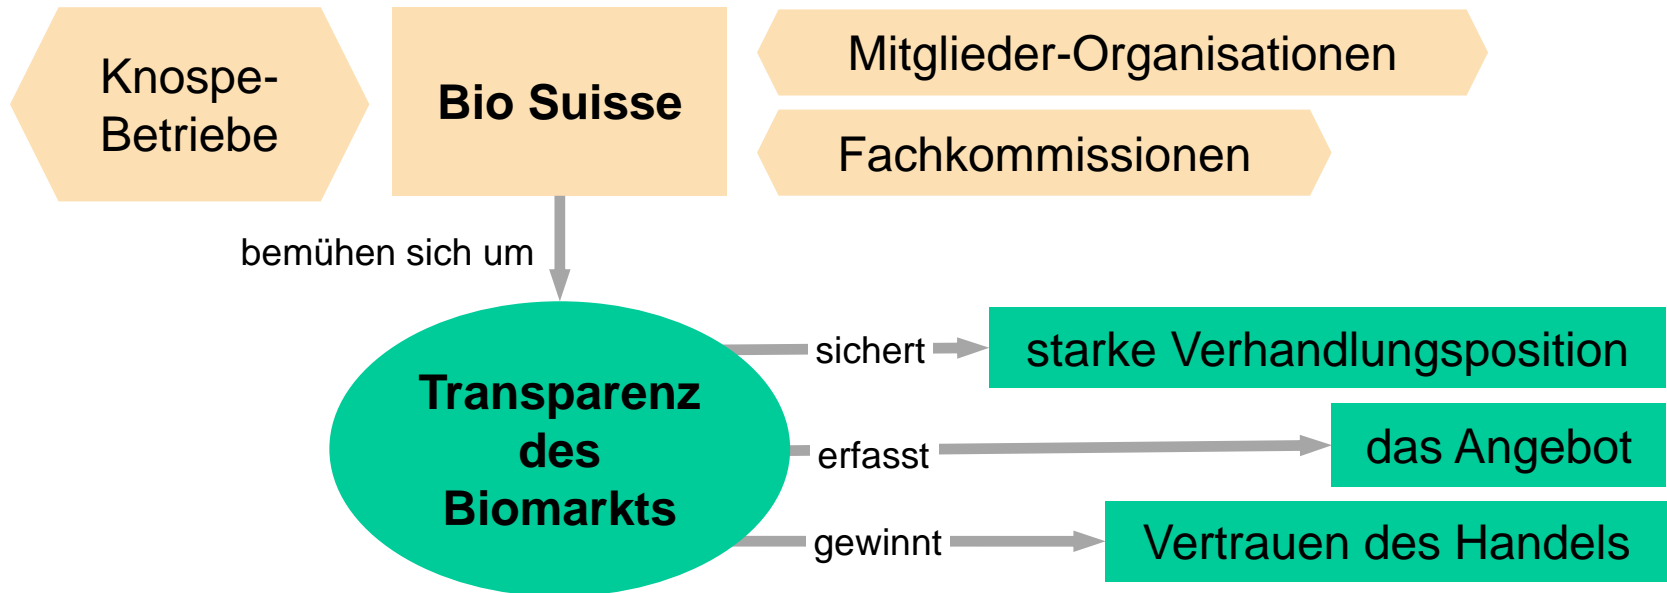 Knospe-
Betriebe
Bio Suisse
Mitglieder-Organisationen
Fachkommissionen
bemühen sich um
Transparenz
des
Biomarkts
sichert
starke Verhandlungsposition
erfasst
das Angebot
gewinnt
Vertrauen des Handels